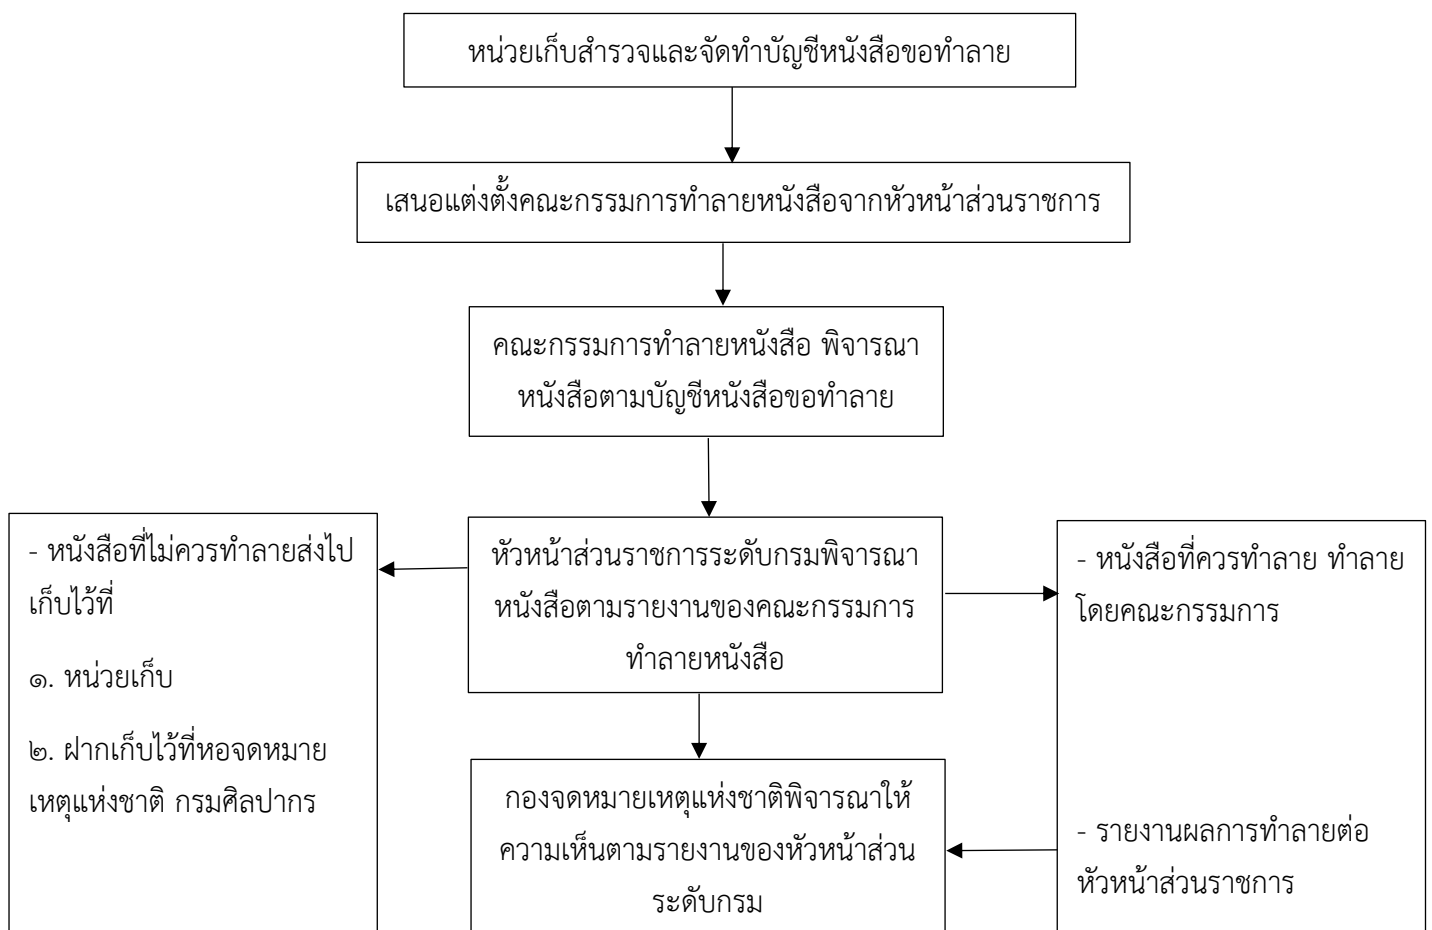 หน่วยเก็บสำรวจและจัดทำบัญชีหนังสือขอทำลาย
เสนอแต่งตั้งคณะกรรมการทำลายหนังสือจากหัวหน้าส่วนราชการ
คณะกรรมการทำลายหนังสือ พิจารณา
หนังสือตามบัญชีหนังสือขอทำลาย
- หนังสือที่ไม่ควรทำลายส่งไป
เก็บไว้ที่
๑. หน่วยเก็บ
๒. ฝากเก็บไว้ที่หอจดหมาย
เหตุแห่งชาติ กรมศิลปากร
หัวหน้าส่วนราชการระดับกรมพิจารณา
หนังสือตามรายงานของคณะกรรมการ
ทำลายหนังสือ
- หนังสือที่ควรทำลาย ทำลาย
โดยคณะกรรมการ
- รายงานผลการทำลายต่อ
หัวหน้าส่วนราชการ
กองจดหมายเหตุแห่งชาติพิจารณาให้
ความเห็นตามรายงานของหัวหน้าส่วน
ระดับกรม